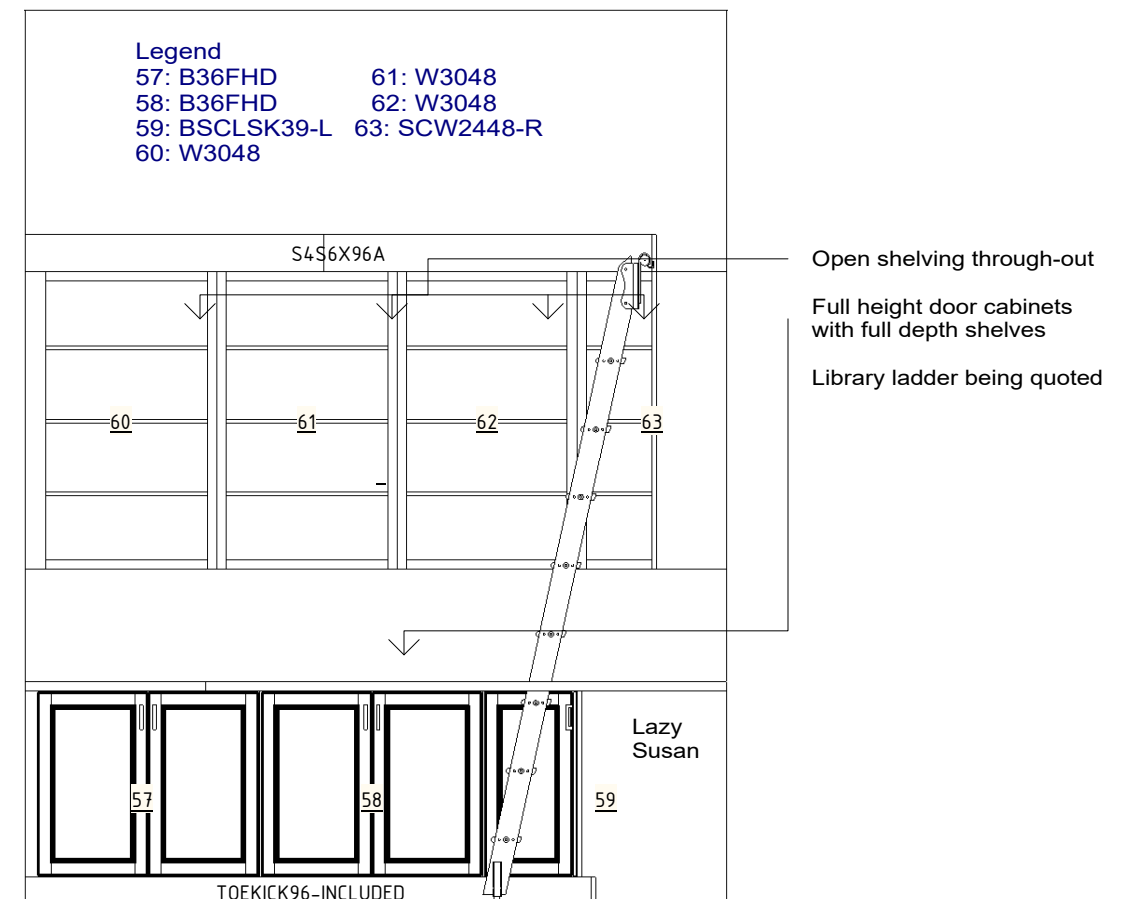 Legend
57: B36FHD 61: W3048
58: B36FHD 62: W3048
59: BSCLSK39-L 63: SCW2448-R
60: W3048
S4S6X96A
Open shelving through-out
Full height door cabinets
with full depth shelves
Library ladder being quoted
60 61 62 63
Lazy
Susan
57 58 59
TOEKICK96-INCLUDED